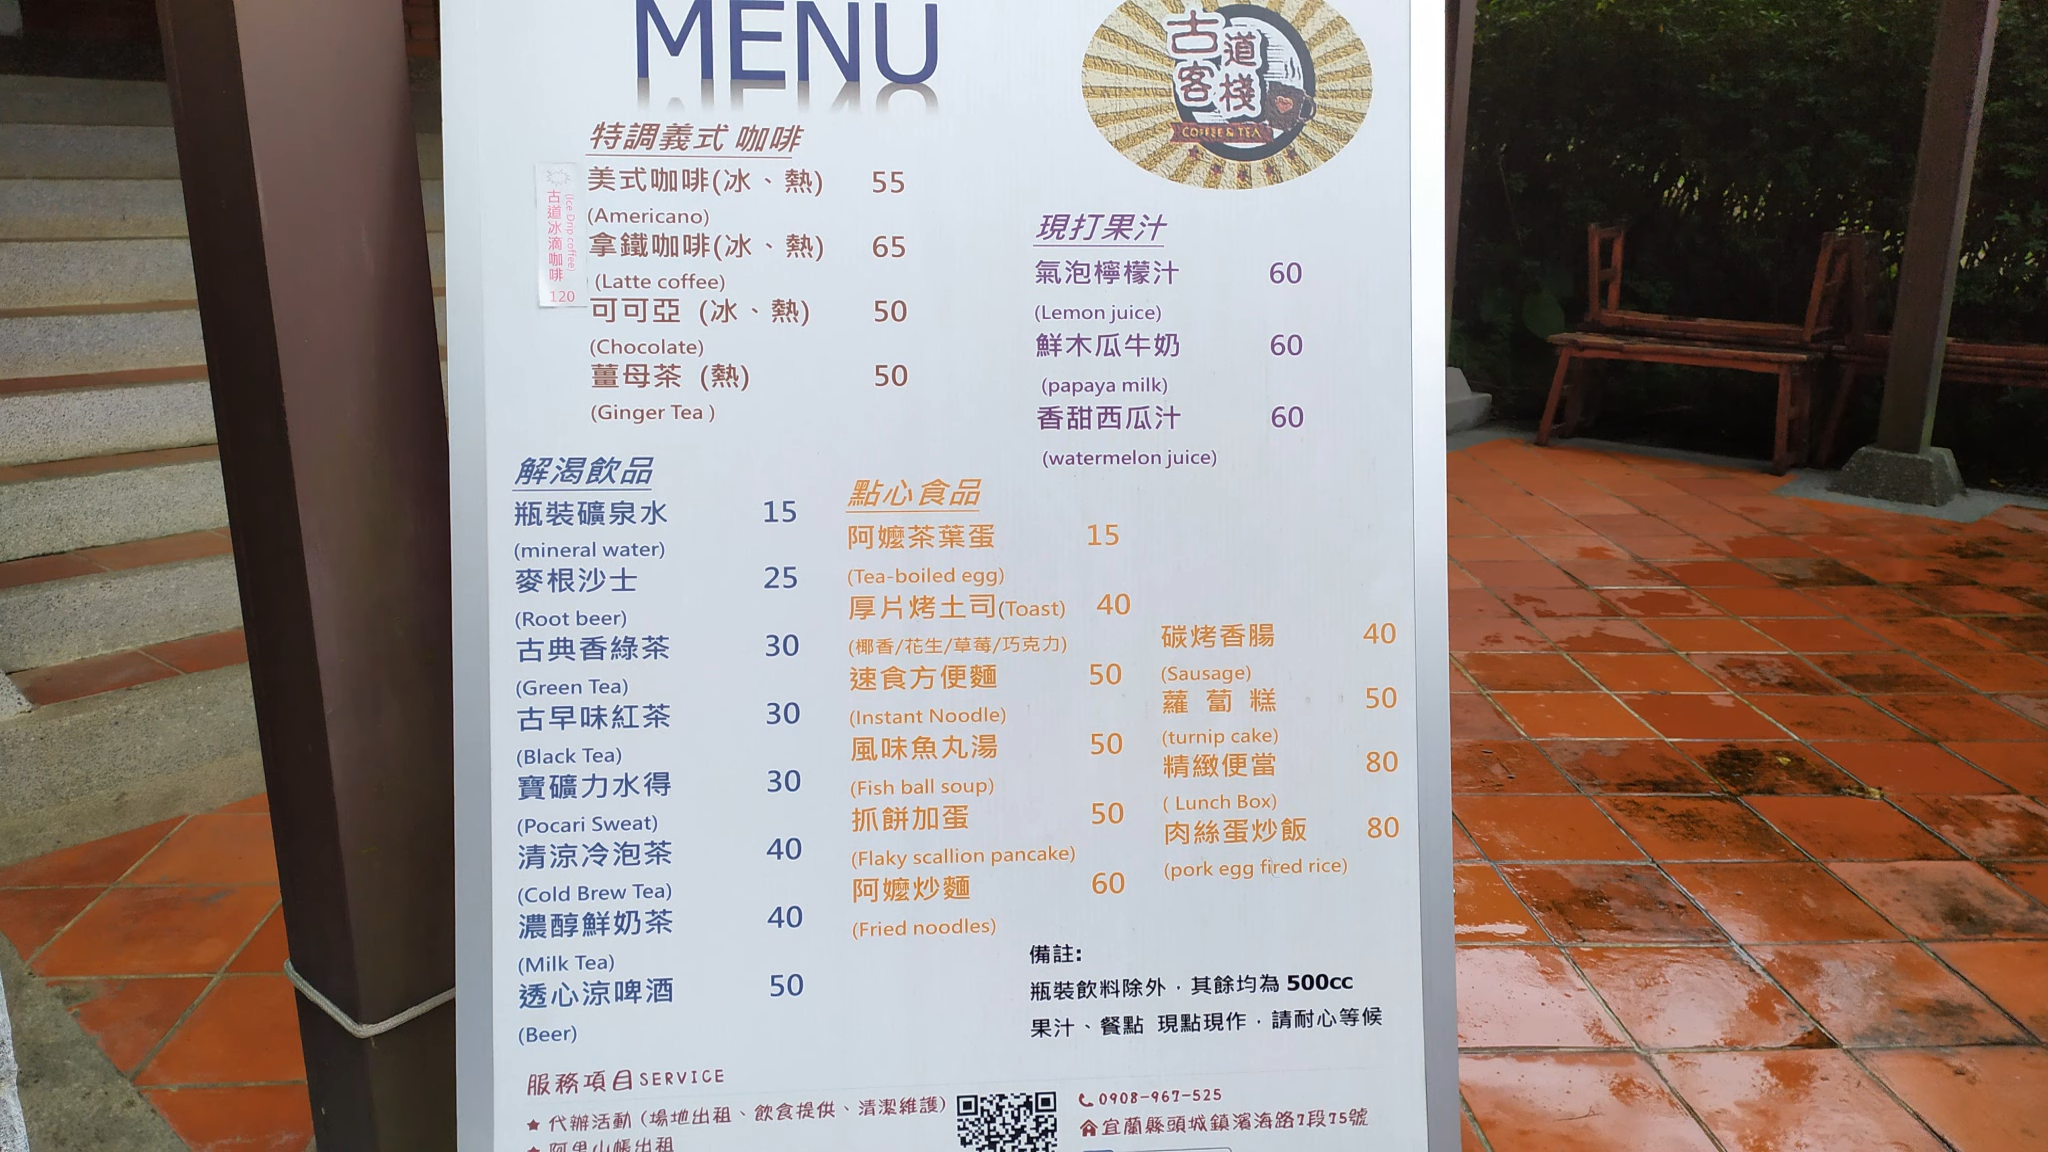 MENU
古道
客棧
COFFEE & TEA
特調義式 咖啡
美式咖啡(冰、熱) 55
(Americano)
拿鐵咖啡(冰、熱) 65
(Latte coffee)
可可亞 (冰、熱) 50
(Chocolate)
薑母茶 (熱) 50
(Ginger Tea )
古道冰滴咖啡
(Ice Drip coffee)
120
現打果汁
氣泡檸檬汁 60
(Lemon juice)
鮮木瓜牛奶 60
(papaya milk)
香甜西瓜汁 60
(watermelon juice)
解渴飲品
瓶裝礦泉水 15
(mineral water)
麥根沙士 25
(Root beer)
古典香綠茶 30
(Green Tea)
古早味紅茶 30
(Black Tea)
寶礦力水得 30
(Pocari Sweat)
清涼冷泡茶 40
(Cold Brew Tea)
濃醇鮮奶茶 40
(Milk Tea)
透心涼啤酒 50
(Beer)
點心食品
阿嬤茶葉蛋 15
(Tea-boiled egg)
厚片烤土司(Toast) 40
(椰香/花生/草莓/巧克力)
速食方便麵 50
(Instant Noodle)
風味魚丸湯 50
(Fish ball soup)
抓餅加蛋 50
(Flaky scallion pancake)
阿嬤炒麵 60
(Fried noodles)
碳烤香腸 40
(Sausage)
蘿 蔔 糕 50
(turnip cake)
精緻便當 80
( Lunch Box)
肉絲蛋炒飯 80
(pork egg fired rice)
備註:
瓶裝飲料除外，其餘均為 500cc
果汁、餐點 現點現作，請耐心等候
服務項目SERVICE
★ 代辦活動 (場地出租、飲食提供、清潔維護)
★ 阿里山帳出租
0908-967-525
宜蘭縣頭城鎮濱海路7段75號